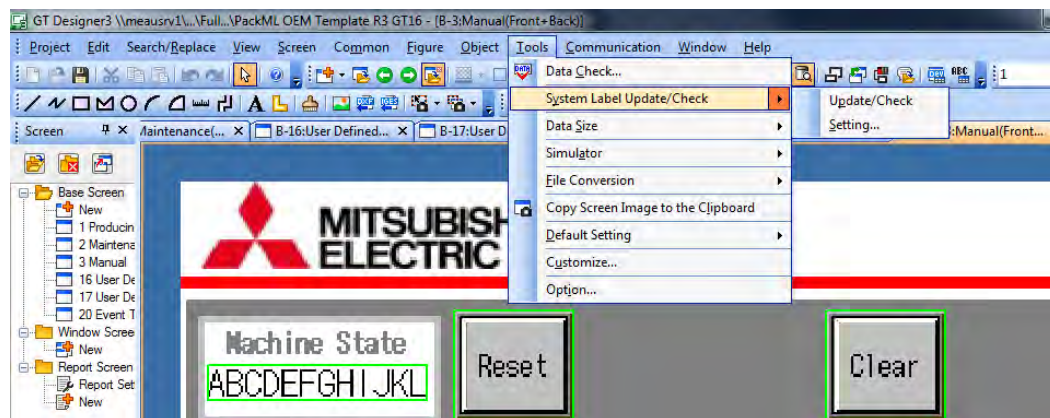 GT Designer3 \\meausry1\...\Full...\PackML OEM Template R3 GT16 - [B-3:Manual(Front+Back)]
Project Edit Search/Replace View Screen Common Figure Object Tools Communication Window Help
Data Check...
System Label Update/Check
Update/Check
Data Size
Setting...
Simulator
File Conversion
Copy Screen Image to the Clipboard
Default Setting
Customize...
Option...
ABC
1
A
Screen
Maintenance(...
B-16:User Defined...
B-17:User D
:Manual(Front...
Base Screen
New
1 Producin
2 Maintena
3 Manual
16 User De
17 User De
20 Event T
Window Scree
New
Report Screen
Report Set
New
MITSUBISH
ELECTRIC
Machine State
ABCDEFGHIJKL
Reset
Clear